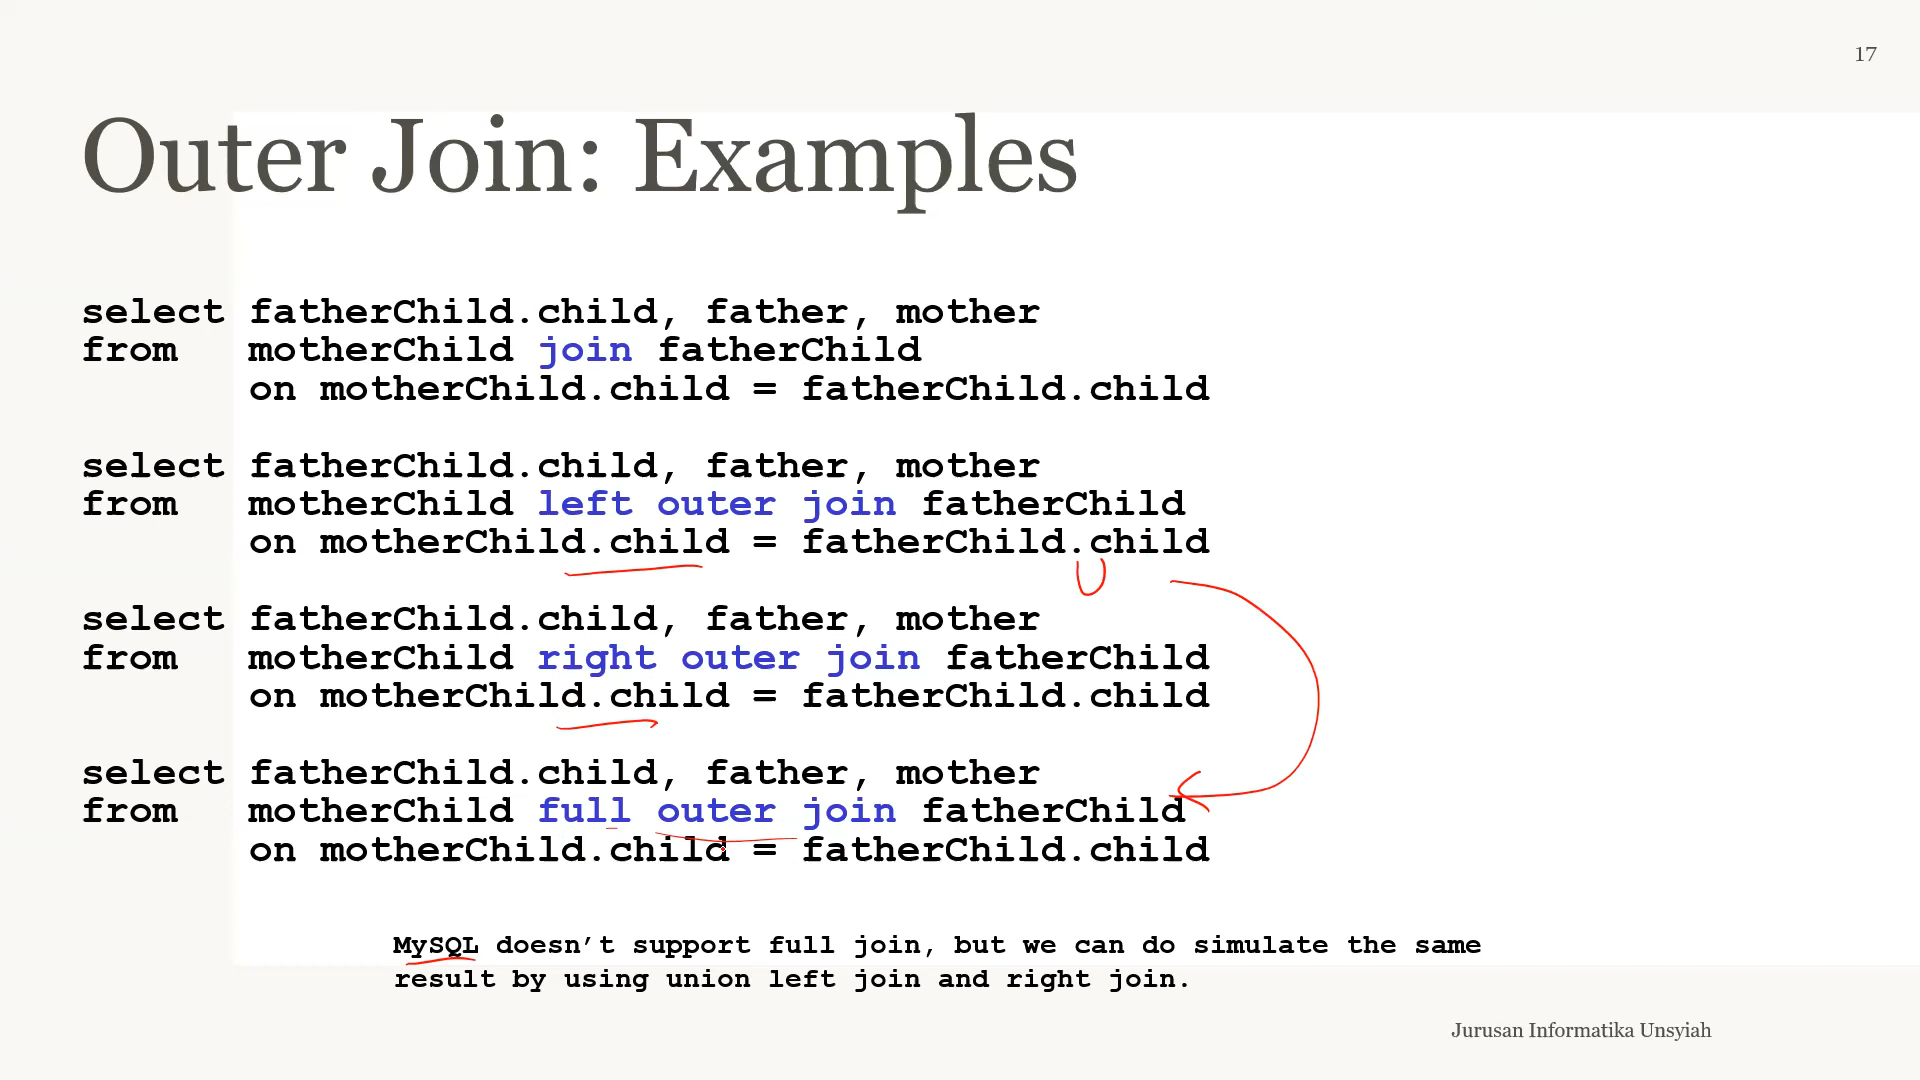 17
Outer Join: Examples
select fatherChild.child, father, mother
from motherChild join fatherChild
on motherChild.child = fatherChild.child
select fatherChild.child, father, mother
from motherChild left outer join fatherChild
on motherChild.child = fatherChild.child
select fatherChild.child, father, mother
from motherChild right outer join fatherChild
on motherChild.child = fatherChild.child
select fatherChild.child, father, mother
from motherChild full outer join fatherChild
on motherChild.child = fatherChild.child
MySQL doesn’t support full join, but we can do simulate the same
result by using union left join and right join.
Jurusan Informatika Unsyiah